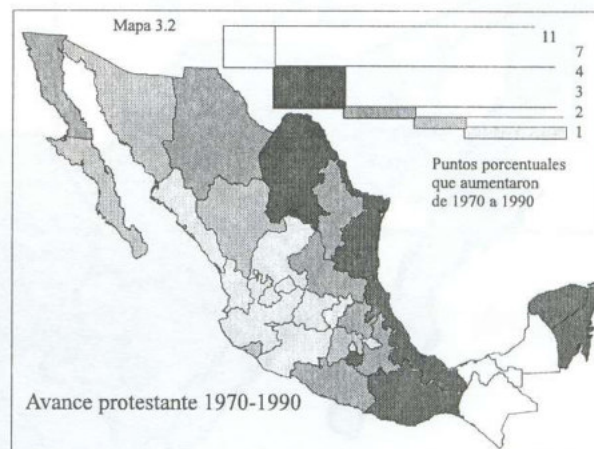 Mapa 3.2
11
7
4
3
2
1
Puntos porcentuales
que aumentaron
de 1970 a 1990
Avance protestante 1970-1990